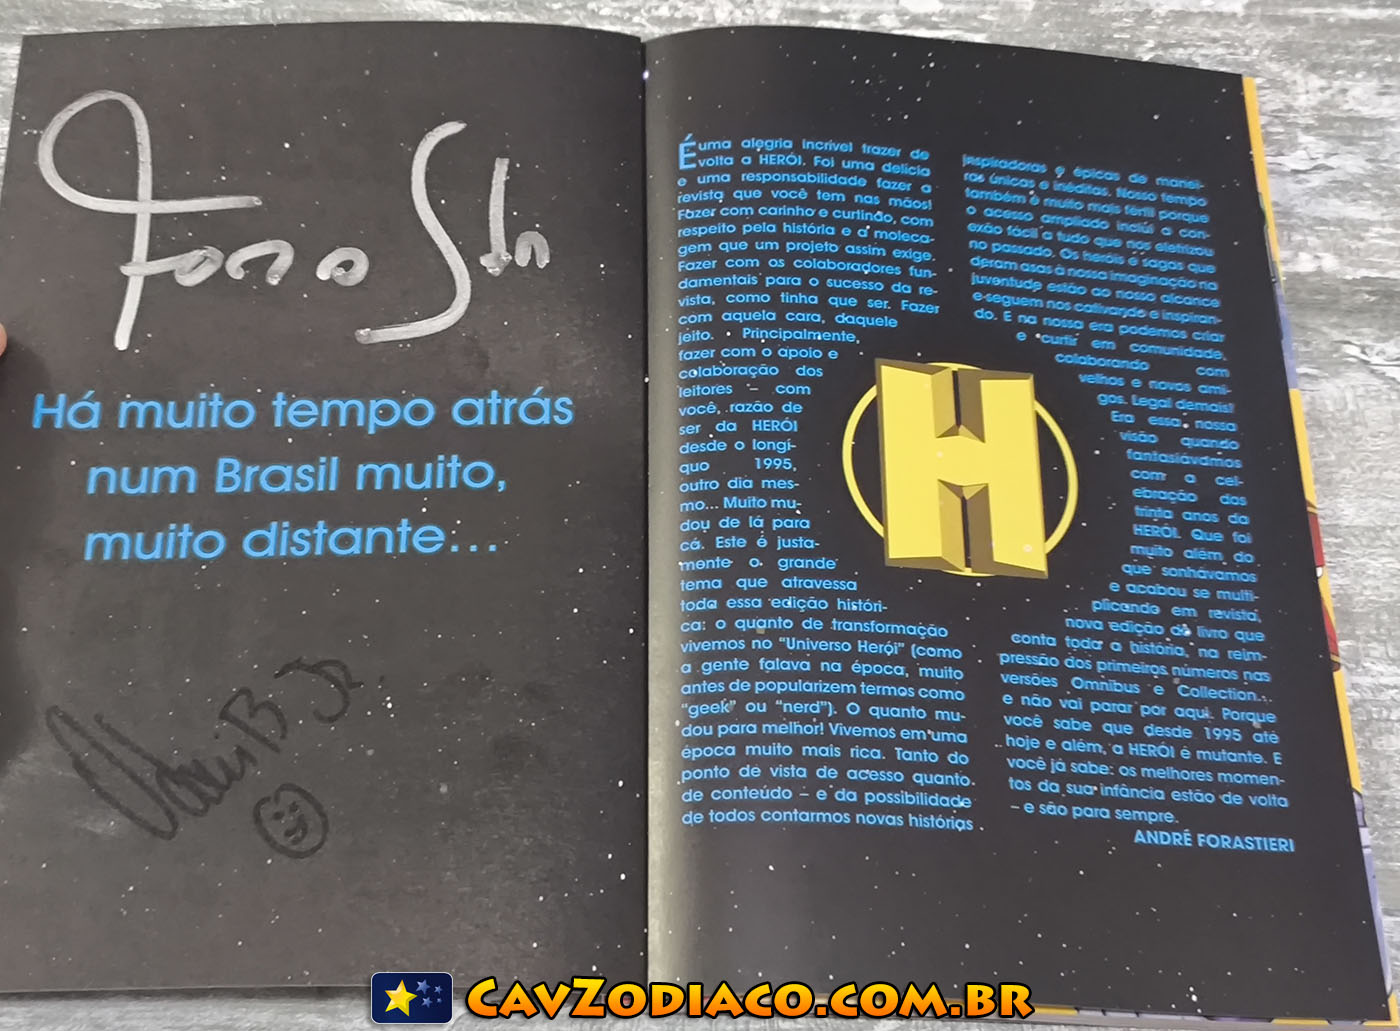 Há muito tempo atrás
num Brasil muito,
muito distante...
É uma alegria incrível trazer de
volta a HERÓI. Foi uma delícia
e uma responsabilidade fazer a
revista que você tem nas mãos!
Fazer com carinho e curtindo, com
respeito pela história e a moleca-
gem que um projeto assim exige.
Fazer com os colaboradores fun-
damentais para o sucesso da re-
vista, como tinha que ser. Fazer
com aquela cara, daquele
jeito. Principalmente,
fazer com o apoio e
colaboração dos
leitores – com
você, razão de
ser da HERÓI
desde o longí-
quo 1995,
outro dia mes-
mo... Muito mu-
dou de lá para
cá. Este é justa-
mente o grande
tema que atravessa
toda essa edição históri-
ca: o quanto de transformação
vivemos no "Universo Herói" (como
a gente falava na época, muito
antes de popularizem termos como
"geek" ou "nerd"). O quanto mu-
dou para melhor! Vivemos em uma
época muito mais rica. Tanto do
ponto de vista de acesso quanto
de conteúdo – e da possibilidade
de todos contarmos novas histórias
inspiradoras e épicas de manei-
ras únicas e inéditas. Nosso tempo
também é muito mais fértil porque
o acesso ampliado inclui a con-
exão fácil a tudo que nos eletrizou
no passado. Os heróis e sagas que
deram asas à nossa imaginação na
juventude estão ao nosso alcance
e seguem nos cativando e inspiran-
do. E na nossa era podemos criar
e curtir em comunidade,
colaborando com
velhos e novos ami-
gos. Legal demais!
Era essa nossa
visão quando
fantasiávamos
com a cel-
ebração dos
trinta anos da
HERÓI. Que foi
muito além do
que sonhávamos
e acabou se multi-
plicando em revista,
nova edição do livro que
conta toda a história, na reim-
pressão dos primeiros números nas
versões Omnibus e Collection...
e não vai parar por aqui. Porque
você sabe que desde 1995 até
hoje e além, a HERÓI é mutante. E
você já sabe: os melhores momen-
tos da sua infância estão de volta
– e são para sempre.
ANDRÉ FORASTIERI
H
CAVZODIACO.COM.BR